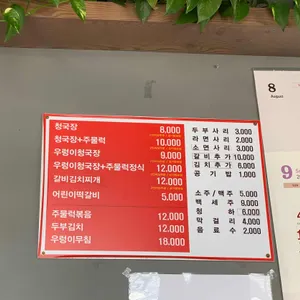 청국장 6,000
청국장+주물럭 10,000
우렁이청국장 9,000
우렁이청국장+주물럭정식 12,000
갈비김치찌개 12,000
어린이떡갈비 5,000
주물럭볶음 12,000
두부김치 12,000
우렁이무침 18,000
두부사리 3,000
라면사리 2,000
소면사리 3,000
갈비추가 10,000
김치추가 6,000
공기밥 1,000
소주/맥주 5,000
백세주 9,000
청하 6,000
막걸리 4,000
음료수 2,000
8
August
9